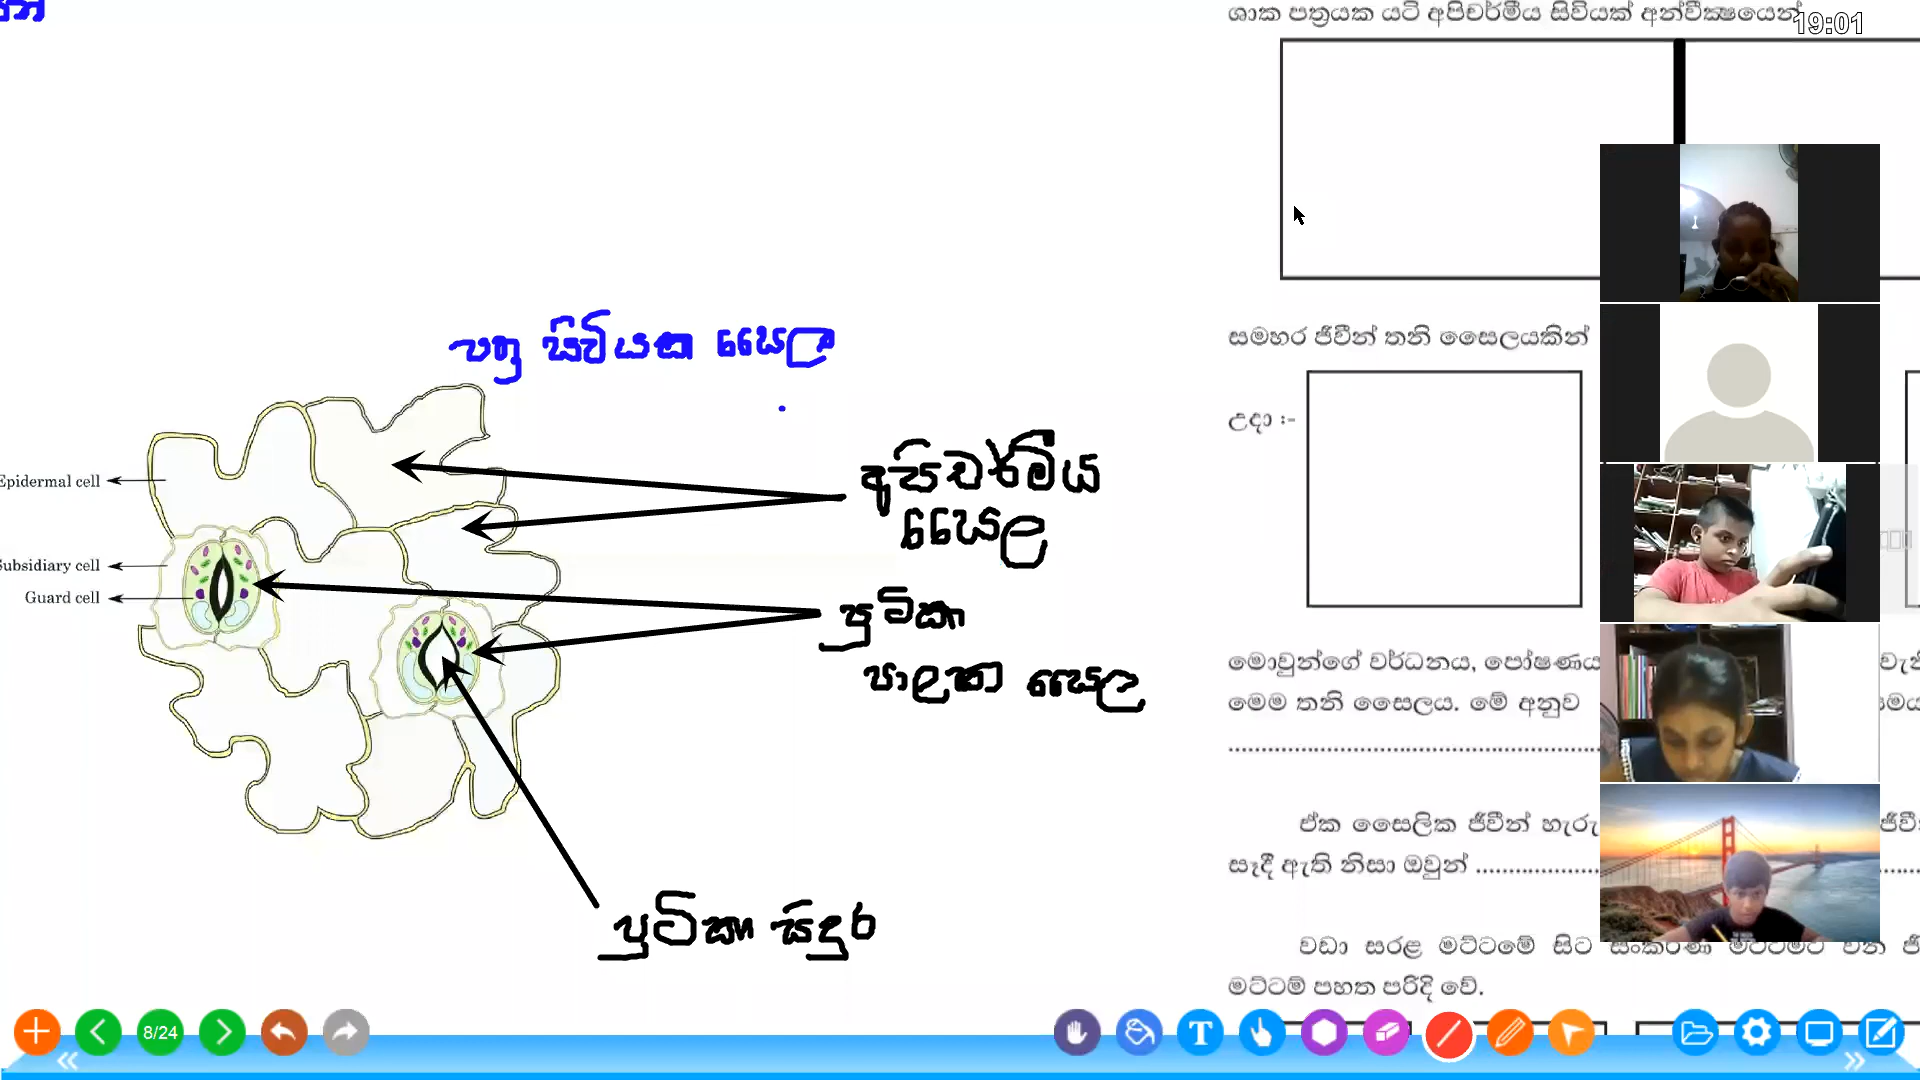 ශාක පත්‍රයක යටි අපිචර්මීය සිවියක් අන්වීක්ෂයෙන්
19:01
සමහර ජීවීන් තනි සෛලයකින්
පත්‍ර සිවියක සෛල
උදා :-
Epidermal cell
අපිචර්මීය
සෛල
Subsidiary cell
Guard cell
පුටිකා
පාලක සෛල
මොවුන්ගේ වර්ධනය, පෝෂණය
මෙම තනි සෛලය. මේ අනුව
ඒක සෛලික ජීවීන් හැරු
සෑදී ඇති නිසා ඔවුන්
පුටිකා සිදුර
වඩා සරළ මට්ටමේ සිට
මට්ටම් පහත පරිදි වේ.
8/24